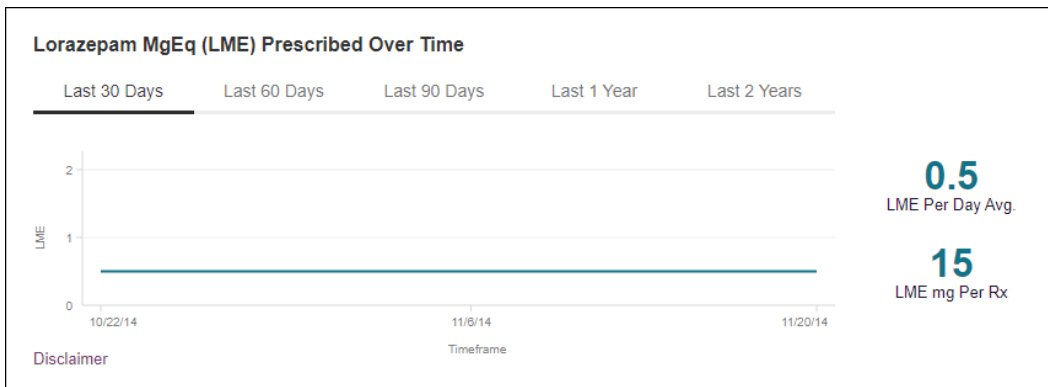 Lorazepam MgEq (LME) Prescribed Over Time
Last 30 Days
Last 60 Days
Last 90 Days
Last 1 Year
Last 2 Years
2
1
0
LME
10/22/14
11/6/14
11/20/14
Timeframe
0.5
LME Per Day Avg.
15
LME mg Per Rx
Disclaimer